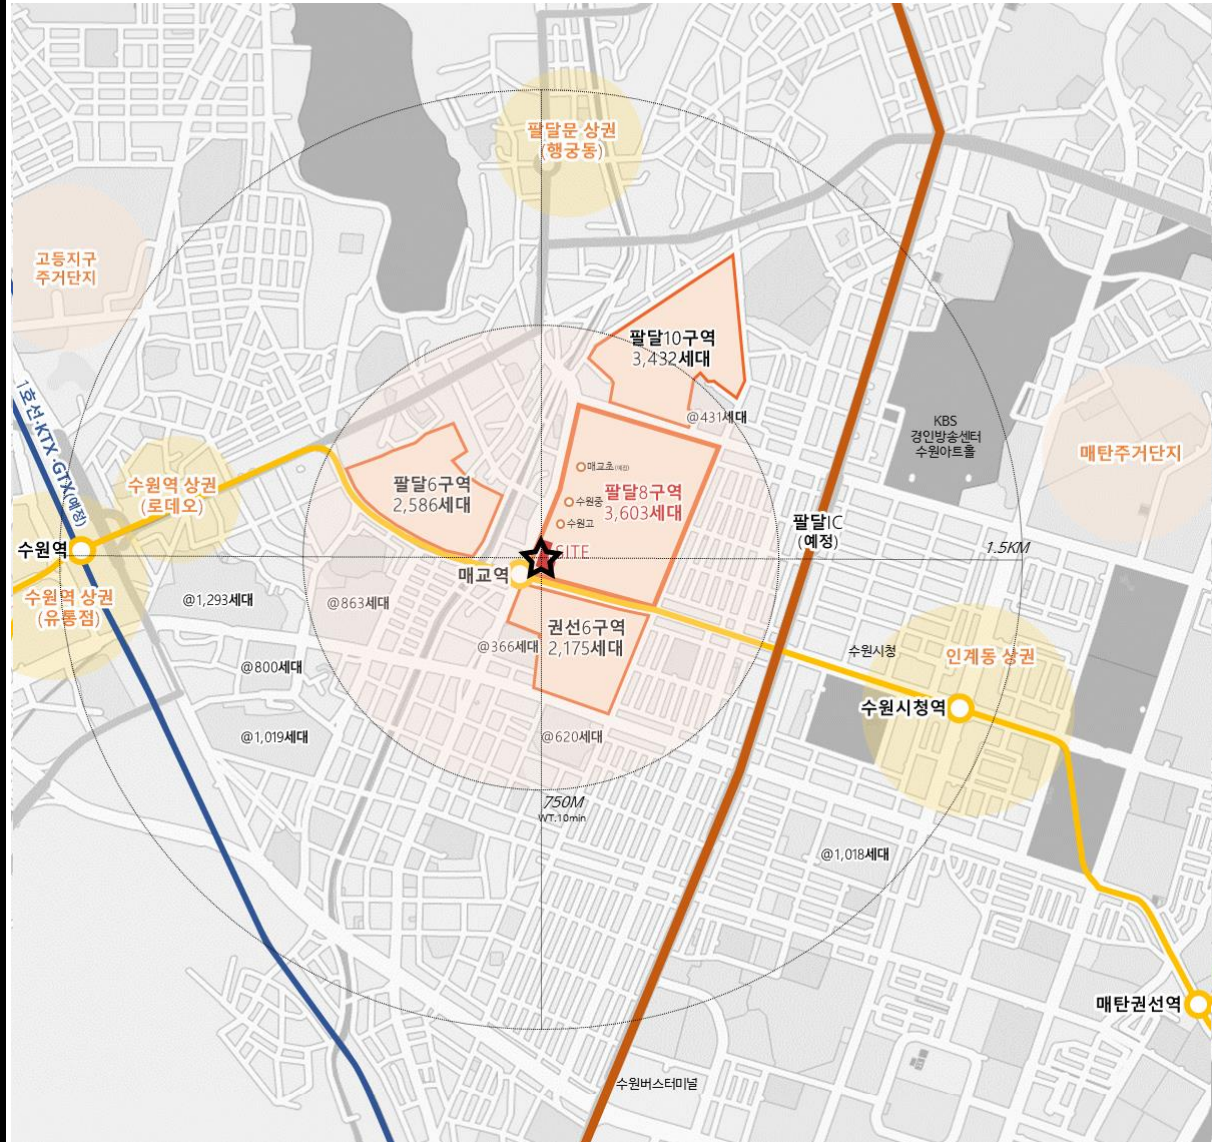 팔달문 상권
(행궁동)
고등지구
주거단지
팔달10구역
3,432세대
@431세대
KBS
경인방송센터
수원아트홀
매탄주거단지
1호선·KTX·GTX(예정)
수원역 상권
(로데오)
팔달6구역
2,586세대
매교초(예정)
수원중
수원고
팔달8구역
3,603세대
팔달IC
(예정)
1.5KM
SITE
수원역
매교역
수원역 상권
(유통점)
@1,293세대
@863세대
@366세대
권선6구역
2,175세대
@800세대
@1,019세대
@620세대
수원시청
인계동 상권
수원시청역
750M
WT.10min
@1,018세대
매탄권선역
수원버스터미널